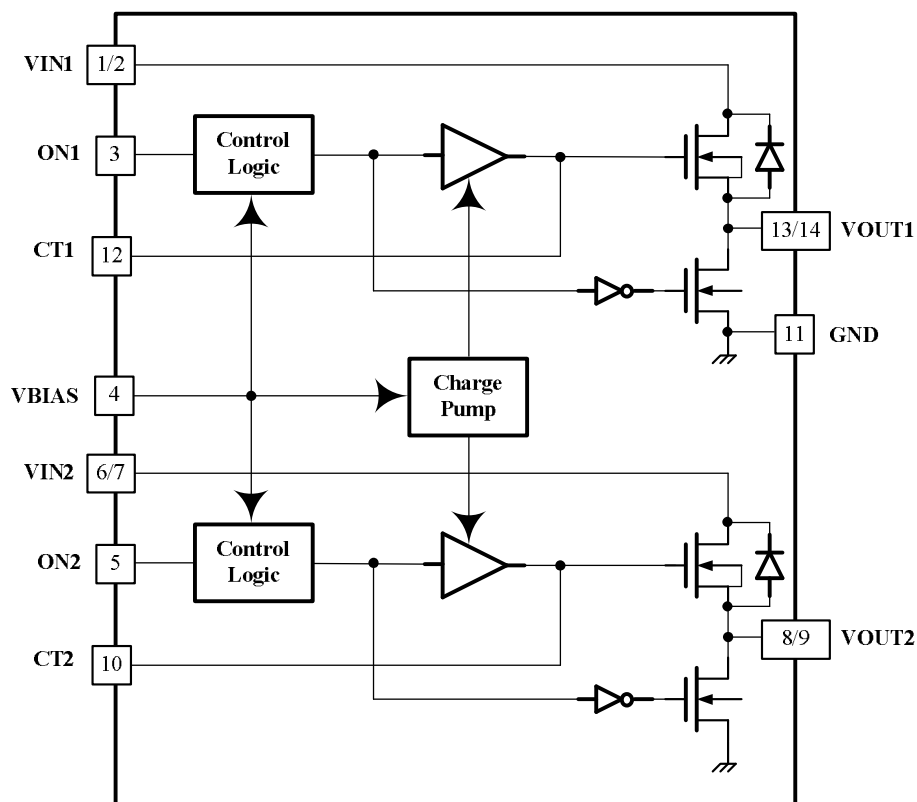 VIN1 1/2
ON1 3
Control
Logic
CT1 12
13/14 VOUT1
11 GND
VBIAS 4
Charge
Pump
VIN2 6/7
ON2 5
Control
Logic
CT2 10
8/9 VOUT2